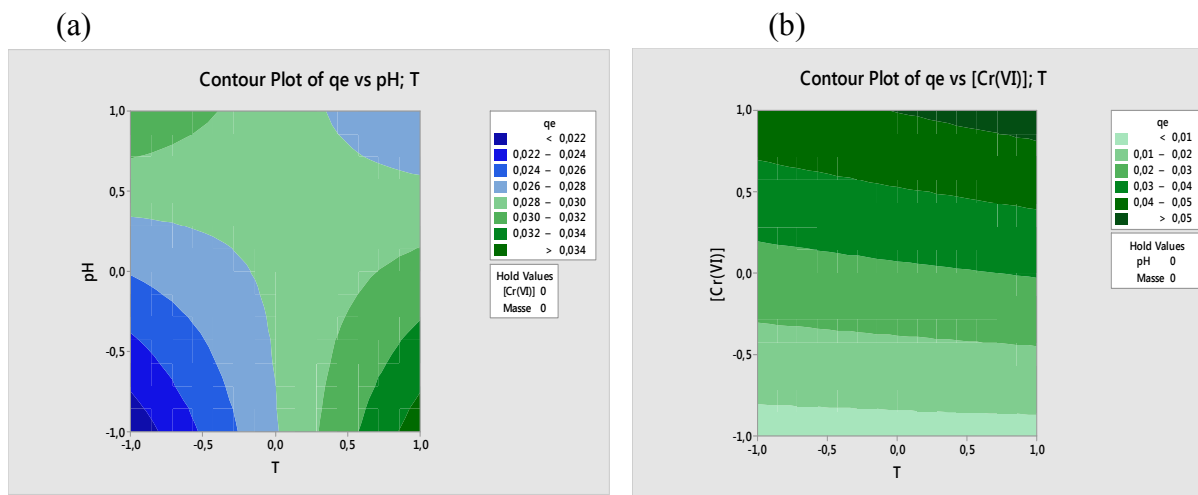 (a)
Contour Plot of qe vs pH; T
1,0
0,5
0,0
-0,5
-1,0
pH
-1,0 -0,5 0,0 0,5 1,0
T
qe
< 0,022
0,022 – 0,024
0,024 – 0,026
0,026 – 0,028
0,028 – 0,030
0,030 – 0,032
0,032 – 0,034
> 0,034
Hold Values
[Cr(VI)] 0
Masse 0
(b)
Contour Plot of qe vs [Cr(VI)]; T
1,0
0,5
0,0
-0,5
-1,0
[Cr(VI)]
-1,0 -0,5 0,0 0,5 1,0
T
qe
< 0,01
0,01 – 0,02
0,02 – 0,03
0,03 – 0,04
0,04 – 0,05
> 0,05
Hold Values
pH 0
Masse 0